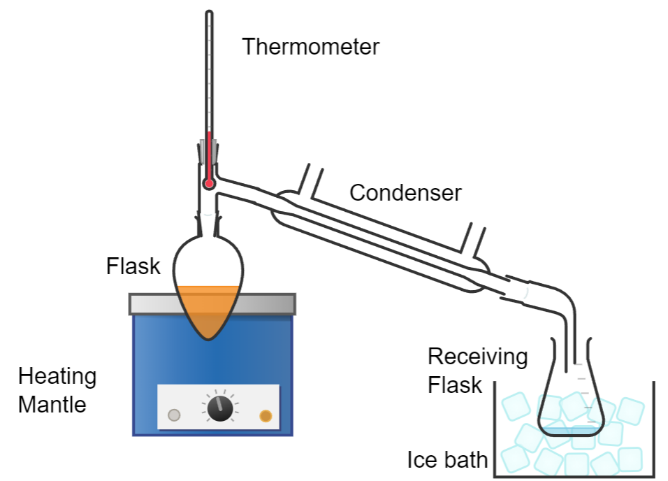 Thermometer
Condenser
Flask
Heating
Mantle
Receiving
Flask
Ice bath